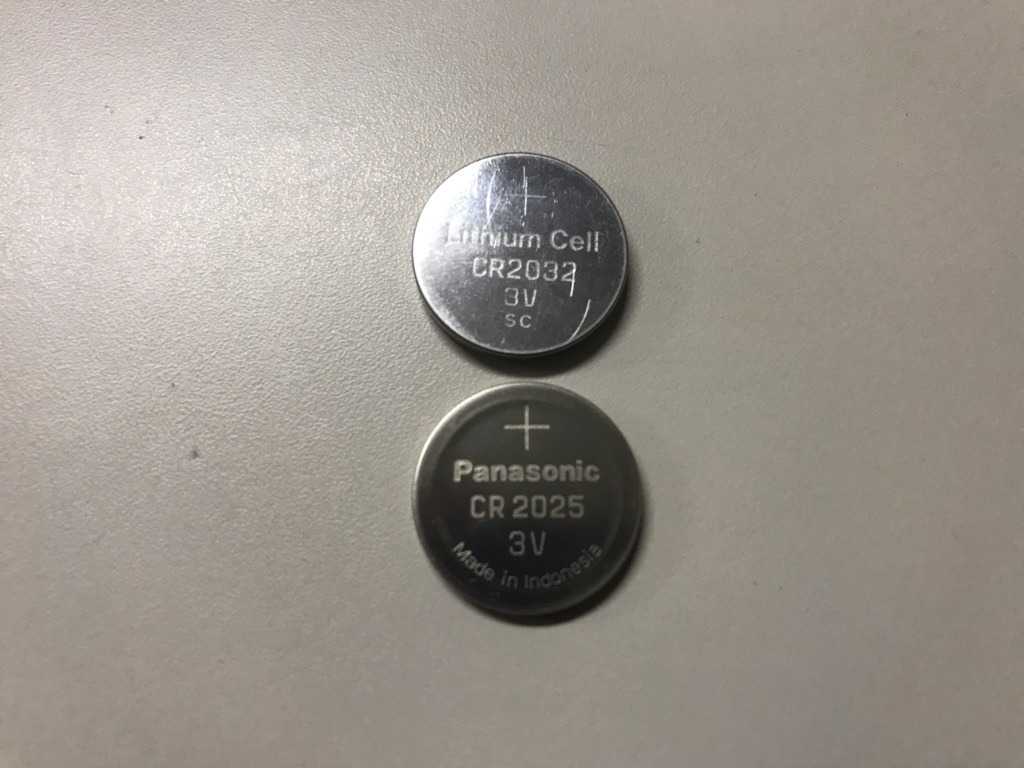 +
Lithium Cell
CR2032
3V
SC
+
Panasonic
CR 2025
3V
Made in Indonesia